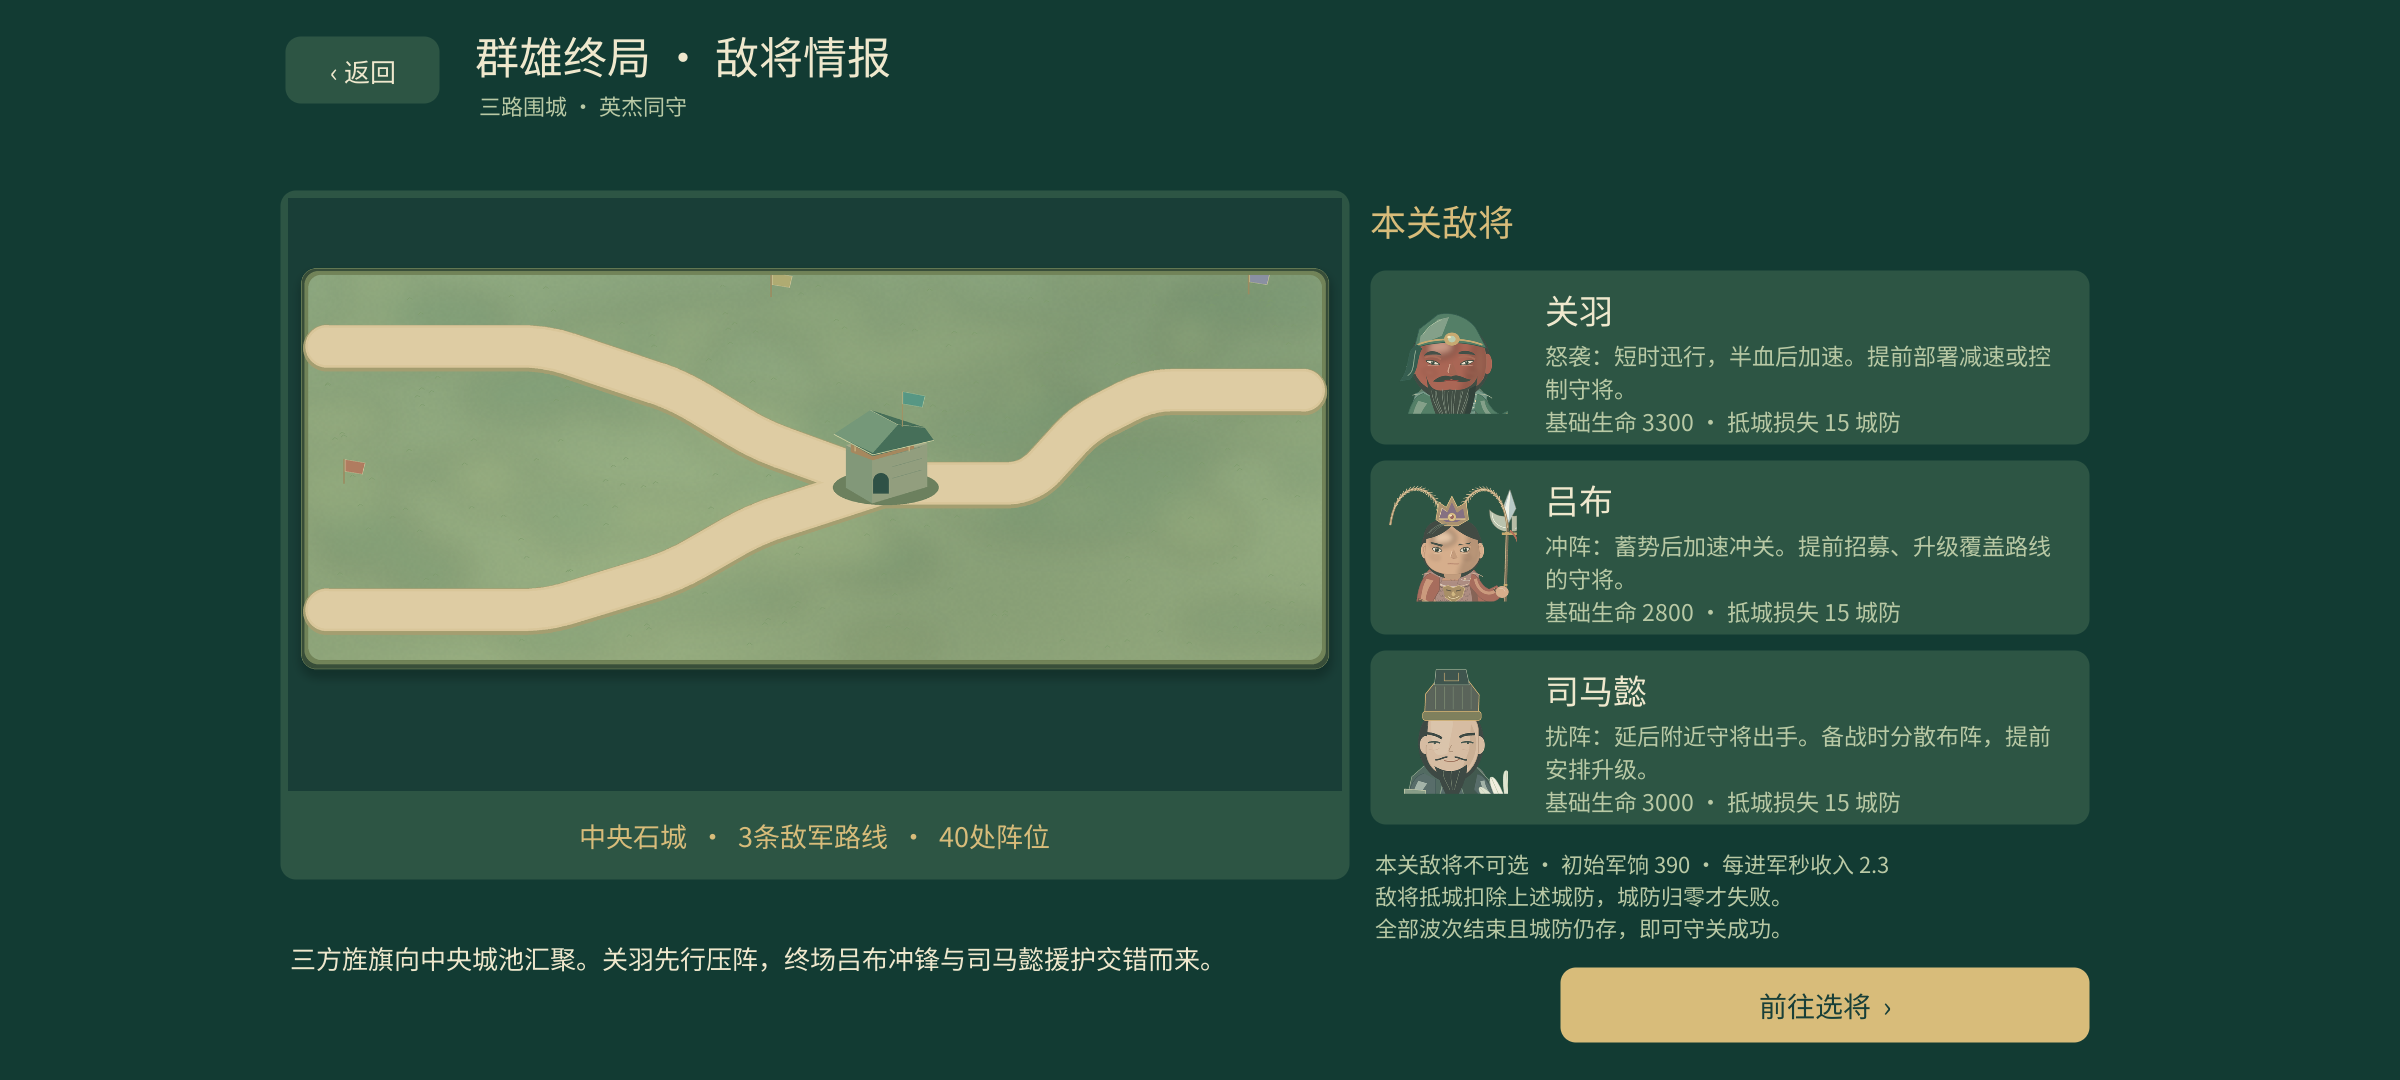 ‹ 返回
群雄终局 · 敌将情报
三路围城 · 英杰同守
中央石城 · 3条敌军路线 · 40处阵位
三方旌旗向中央城池汇聚。关羽先行压阵，终场吕布冲锋与司马懿援护交错而来。
本关敌将
关羽
怒袭：短时迅行，半血后加速。提前部署减速或控
制守将。
基础生命 3300 · 抵城损失 15 城防
吕布
冲阵：蓄势后加速冲关。提前招募、升级覆盖路线
的守将。
基础生命 2800 · 抵城损失 15 城防
司马懿
扰阵：延后附近守将出手。备战时分散布阵，提前
安排升级。
基础生命 3000 · 抵城损失 15 城防
本关敌将不可选 · 初始军饷 390 · 每进军秒收入 2.3
敌将抵城扣除上述城防，城防归零才失败。
全部波次结束且城防仍存，即可守关成功。
前往选将 ›